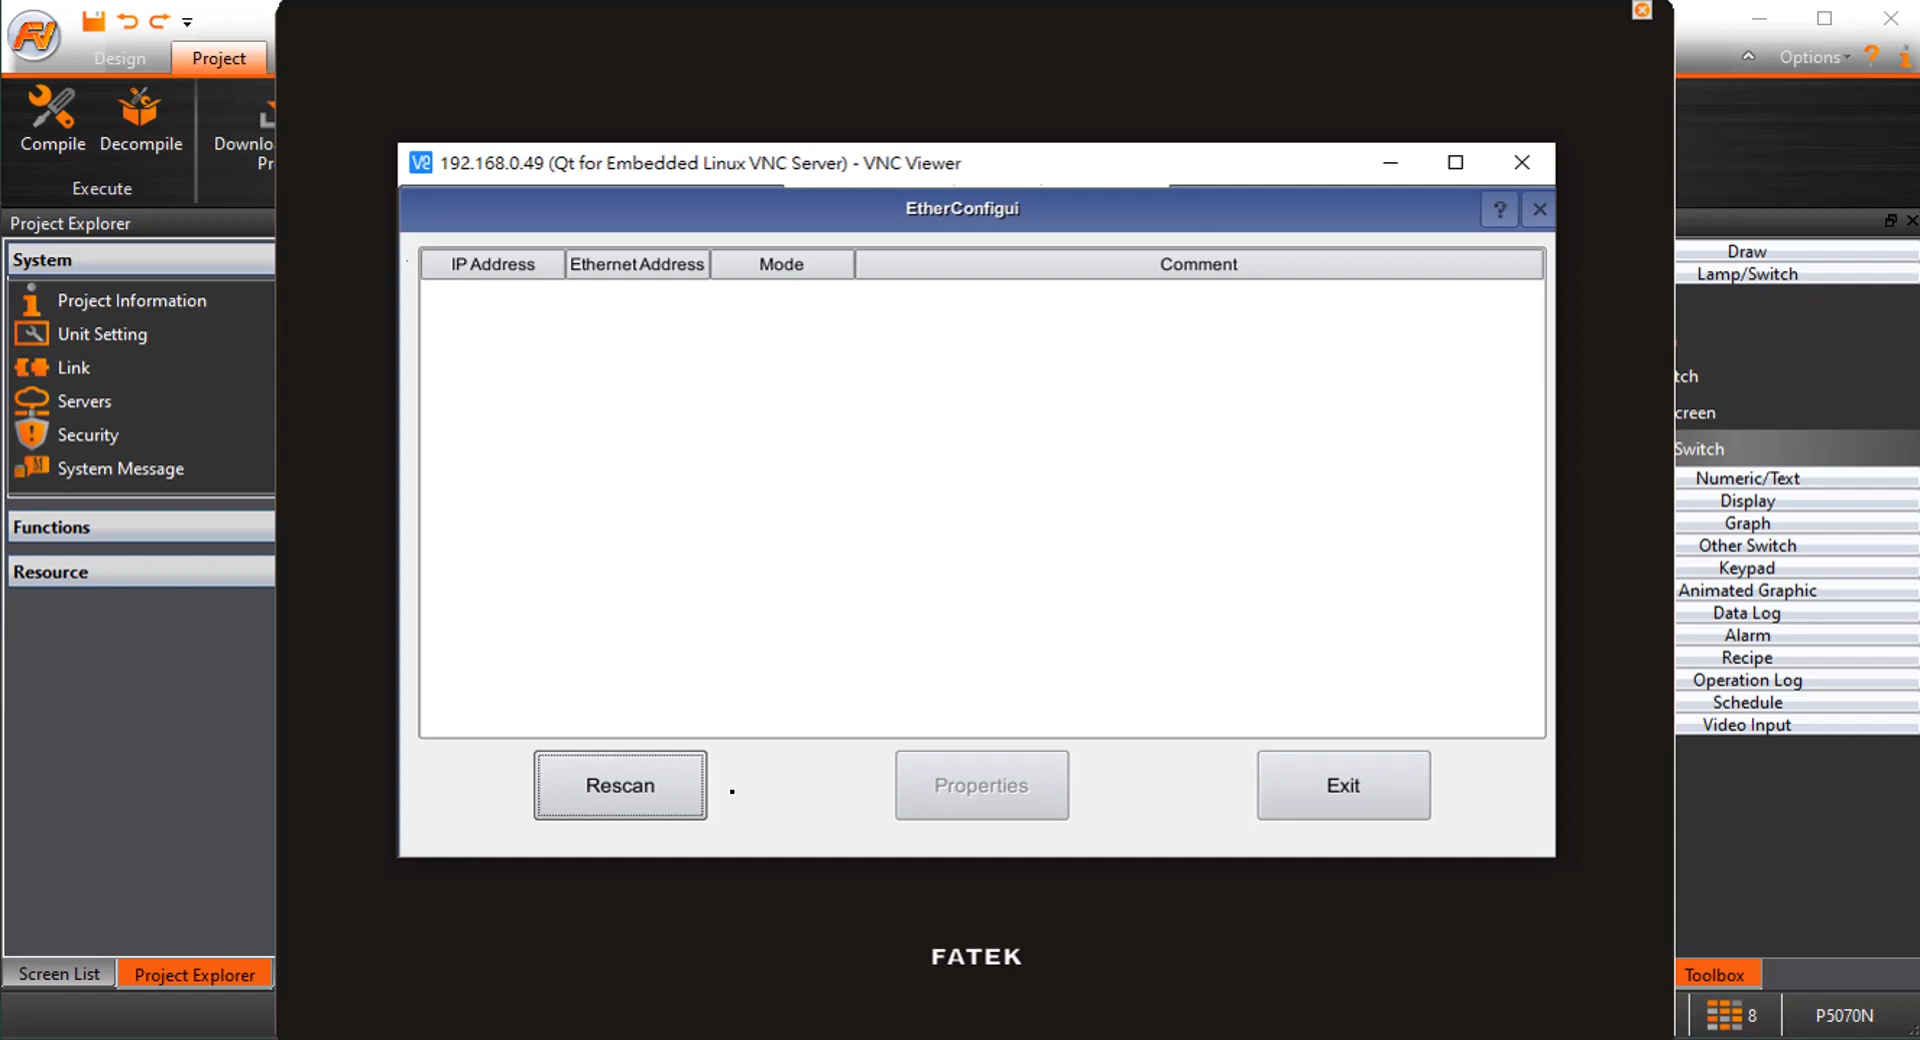 Design
Project
Options
Compile
Decompile
Downlo
Pr
Execute
Project Explorer
System
Project Information
Unit Setting
Link
Servers
Security
System Message
Functions
Resource
Screen List
Project Explorer
192.168.0.49 (Qt for Embedded Linux VNC Server) - VNC Viewer
EtherConfigui
IP Address
Ethernet Address
Mode
Comment
Rescan
Properties
Exit
FATEK
Draw
Lamp/Switch
tch
creen
Switch
Numeric/Text
Display
Graph
Other Switch
Keypad
Animated Graphic
Data Log
Alarm
Recipe
Operation Log
Schedule
Video Input
Toolbox
8
P5070N